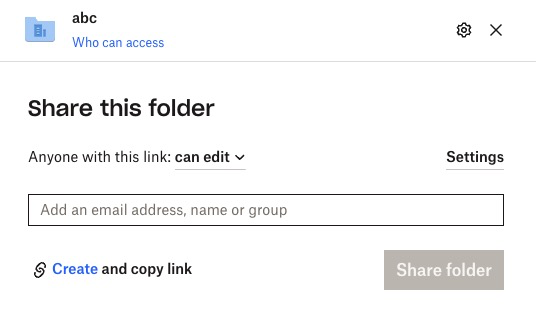 abc
Who can access
Share this folder
Anyone with this link: can edit
Settings
Add an email address, name or group
Create and copy link
Share folder